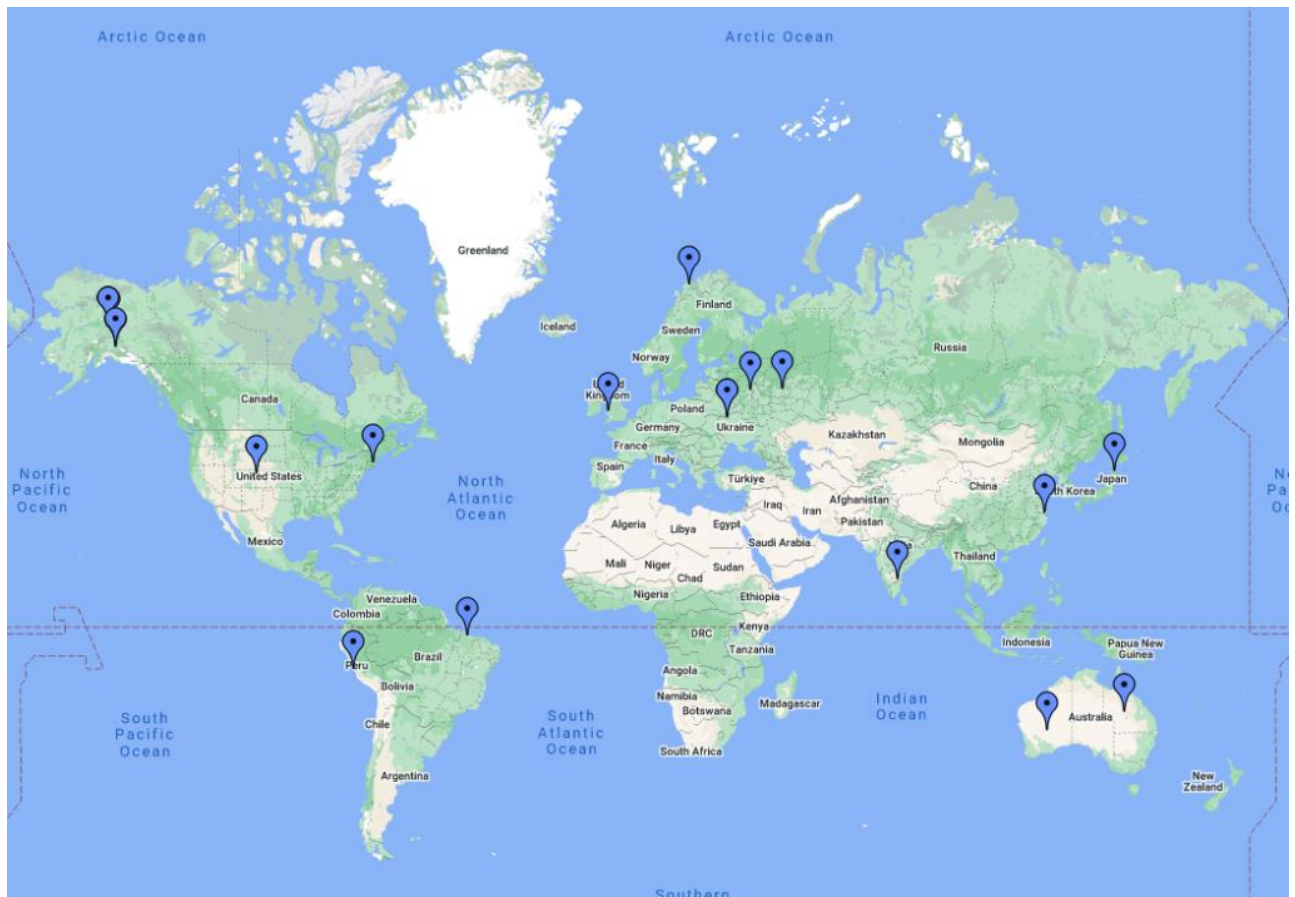 Arctic Ocean
Arctic Ocean
Greenland
Iceland
Finland
Sweden
Norway
Russia
United
Kingdom
Canada
Poland
Germany
Ukraine
France
Kazakhstan
Mongolia
North
Pacific
Ocean
United States
North
Atlantic
Ocean
Spain
Italy
Türkiye
China
Japan
South Korea
Iraq
Iran
Afghanistan
Pakistan
Algeria
Libya
Egypt
Saudi Arabia
India
Mexico
Mali
Niger
Chad
Sudan
Thailand
Nigeria
Ethiopia
Venezuela
Colombia
DRC
Kenya
Tanzania
Indonesia
Papua New
Guinea
Peru
Brazil
Bolivia
Angola
Namibia
Botswana
Madagascar
Indian
Ocean
South
Pacific
Ocean
Chile
South
Atlantic
Ocean
South Africa
Australia
Argentina
New
Zealand
Southern